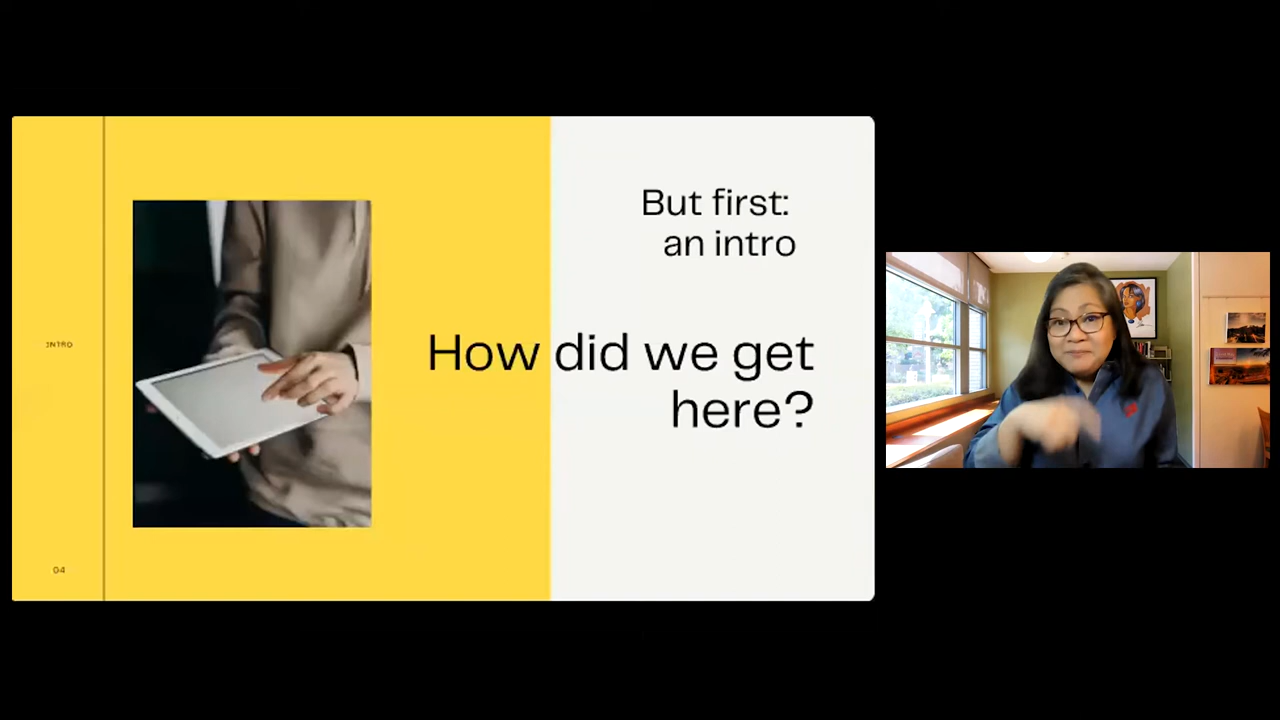 INTRO
04
But first:
an intro
How did we get
here?